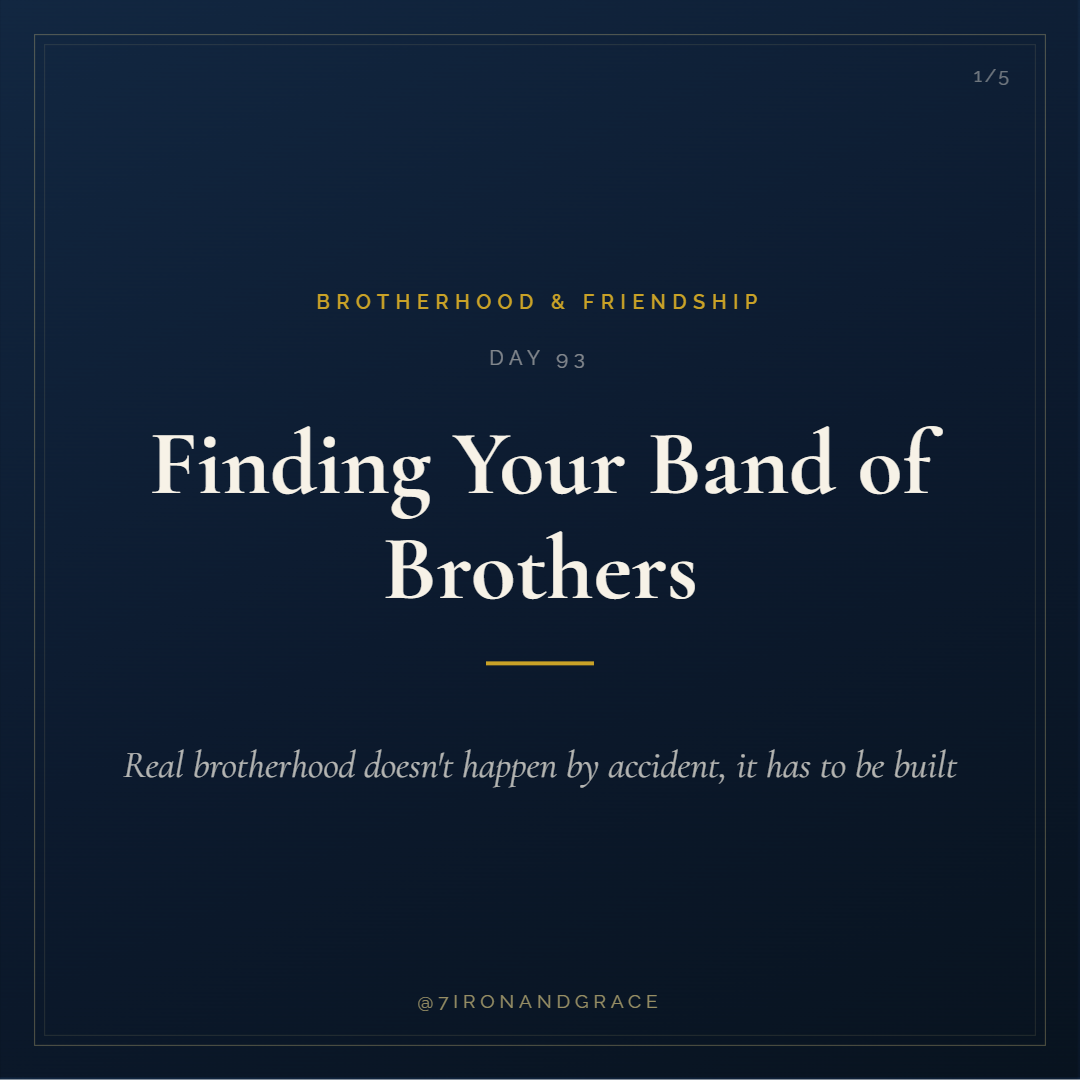 1/5
BROTHERHOOD & FRIENDSHIP
DAY 93
Finding Your Band of
Brothers
Real brotherhood doesn't happen by accident, it has to be built
@7IRONANDGRACE